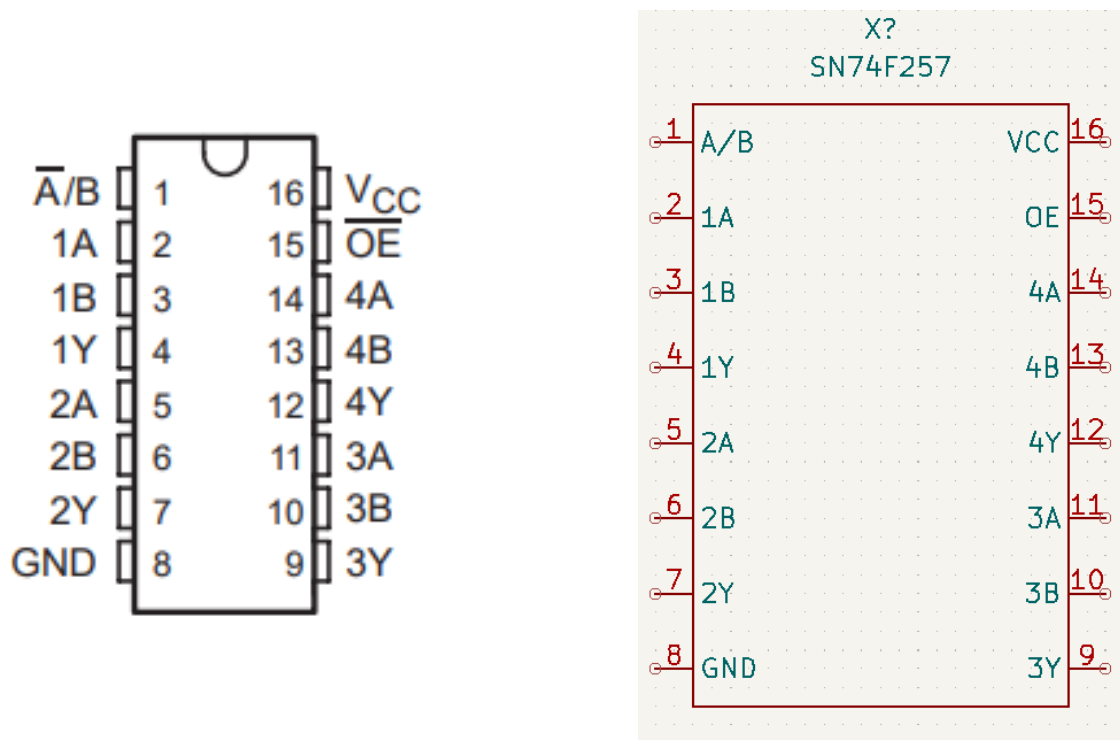 A̅/B 1 16 VCC
1A 2 15 O̅E̅
1B 3 14 4A
1Y 4 13 4B
2A 5 12 4Y
2B 6 11 3A
2Y 7 10 3B
GND 8 9 3Y
X?
SN74F257
1 A/B VCC 16
2 1A OE 15
3 1B 4A 14
4 1Y 4B 13
5 2A 4Y 12
6 2B 3A 11
7 2Y 3B 10
8 GND 3Y 9